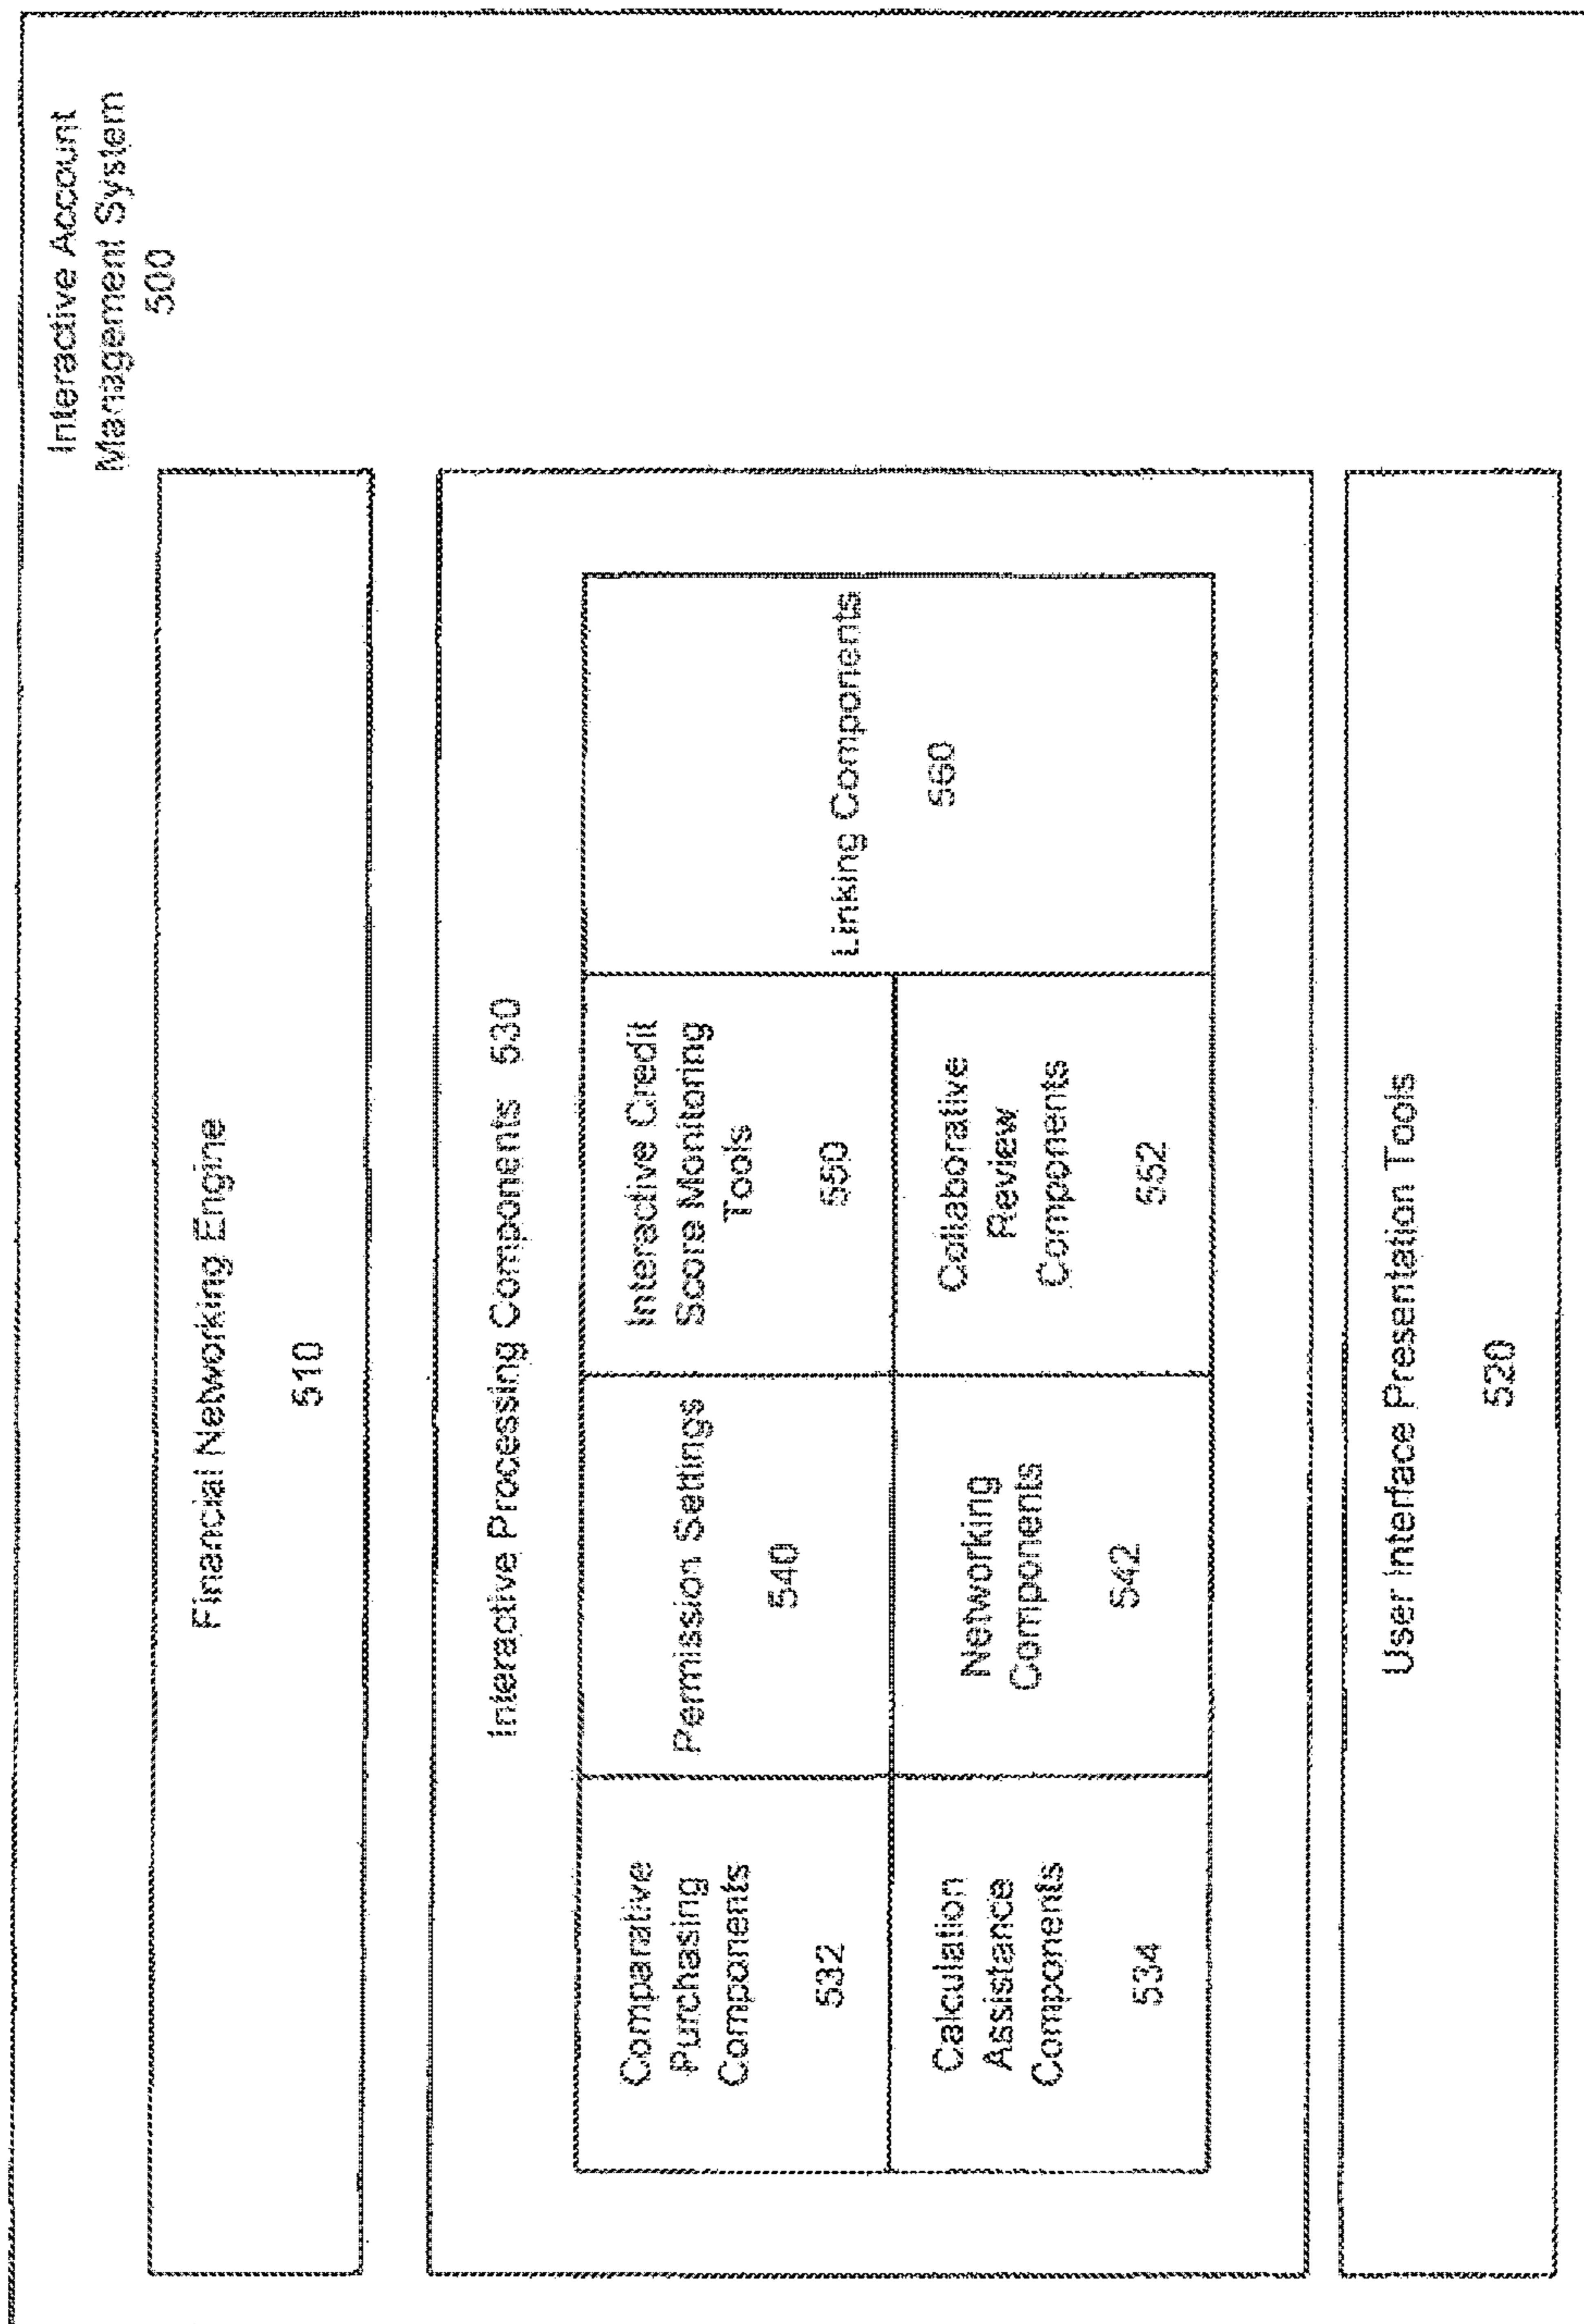 Interactive Account
Management System
500
Financial Networking Engine
510
Interactive Processing Components 530
Comparative
Purchasing
Components
532
Permission Settings
540
Interactive Credit
Score Monitoring
Tools
550
Linking Components
560
Calculation
Assistance
Components
534
Networking
Components
542
Collaborative
Review
Components
552
User Interface Presentation Tools
520